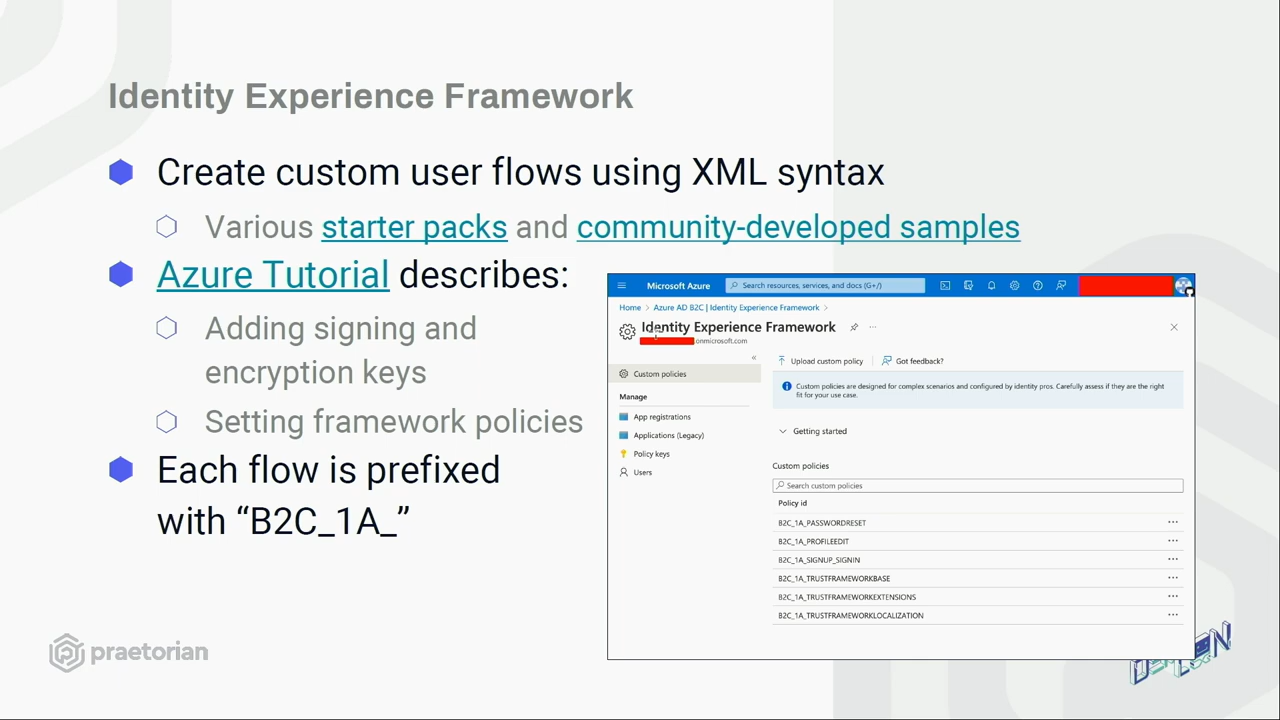 Identity Experience Framework
Create custom user flows using XML syntax
Various starter packs and community-developed samples
Azure Tutorial describes:
Adding signing and
encryption keys
Setting framework policies
Each flow is prefixed
with “B2C_1A_”
Microsoft Azure
Search resources, services, and docs (G+/)
Home > Azure AD B2C | Identity Experience Framework >
Identity Experience Framework
.onmicrosoft.com
Custom policies
Manage
App registrations
Applications (Legacy)
Policy keys
Users
Upload custom policy
Got feedback?
Custom policies are designed for complex scenarios and configured by identity pros. Carefully assess if they are the right
fit for your use case.
Getting started
Custom policies
Search custom policies
Policy id
B2C_1A_PASSWORDRESET
B2C_1A_PROFILEEDIT
B2C_1A_SIGNUP_SIGNIN
B2C_1A_TRUSTFRAMEWORKBASE
B2C_1A_TRUSTFRAMEWORKEXTENSIONS
B2C_1A_TRUSTFRAMEWORKLOCALIZATION
praetorian